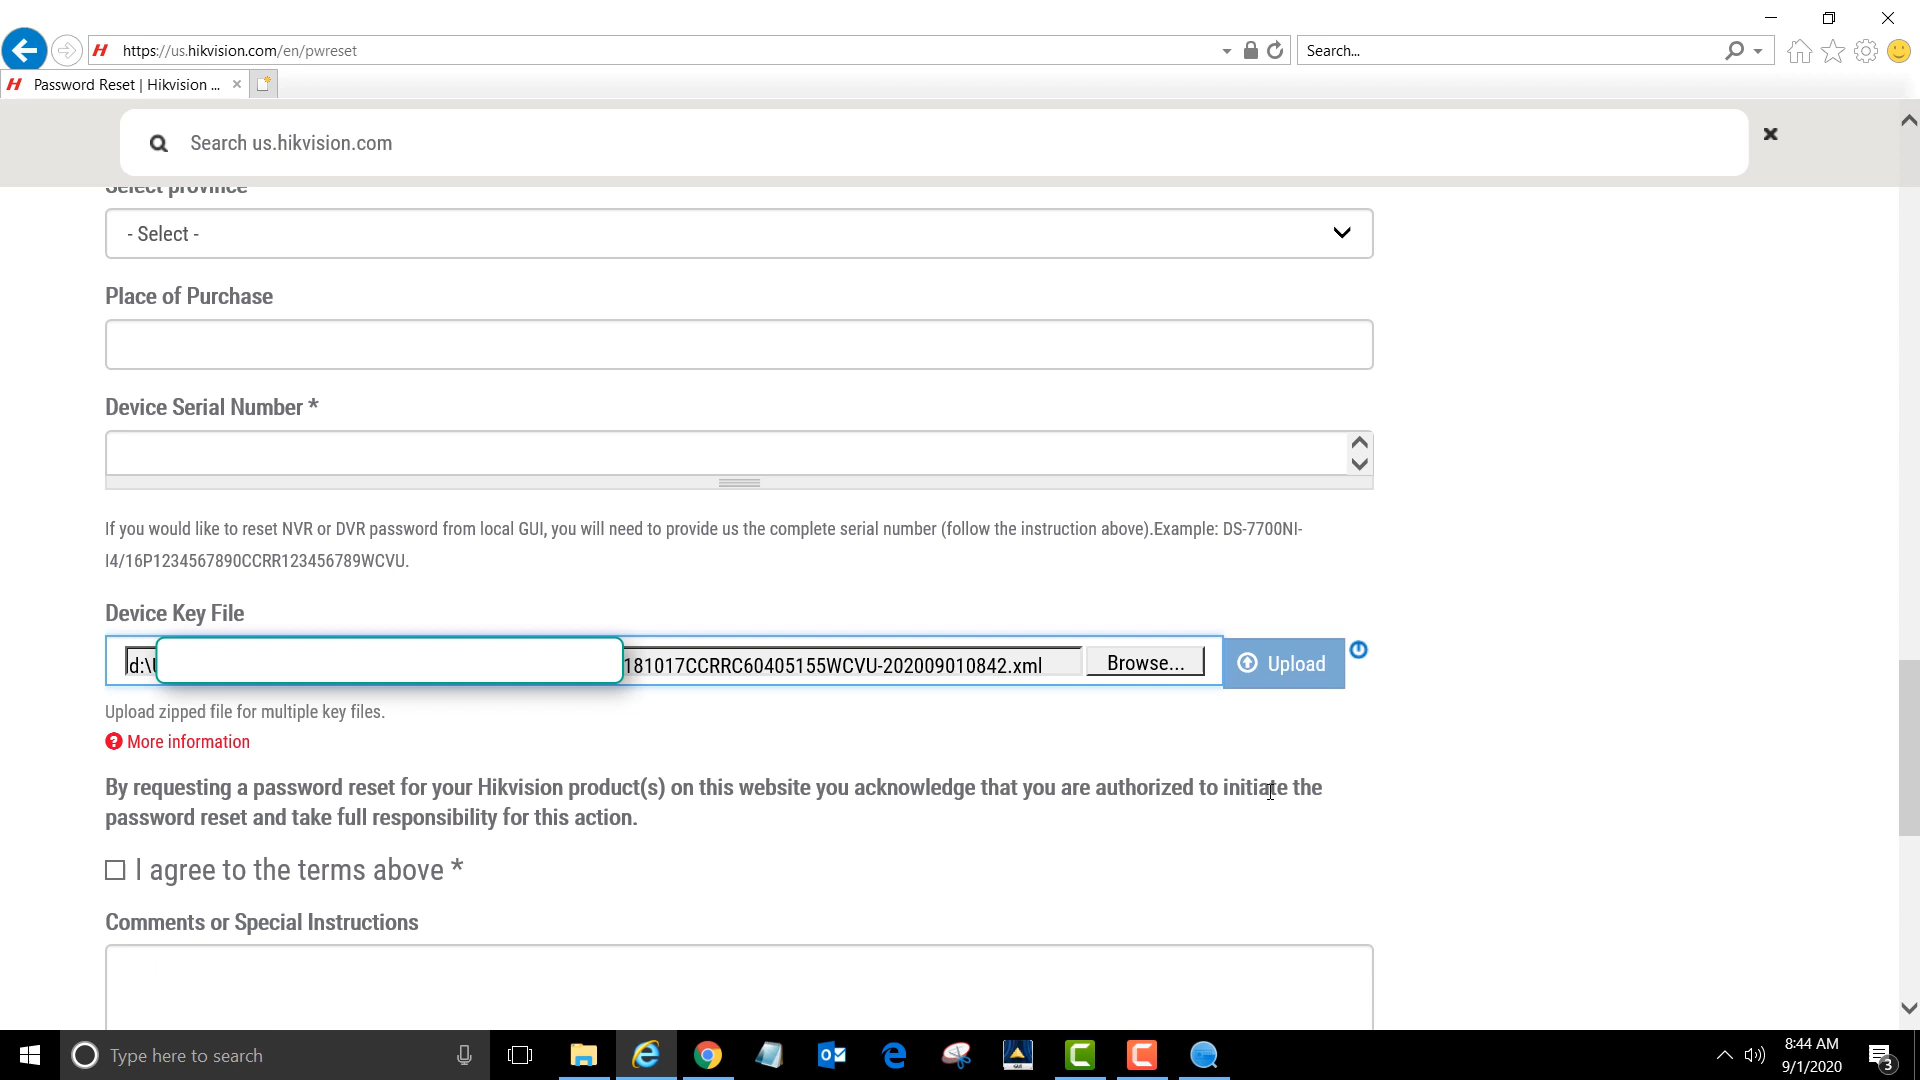 https://us.hikvision.com/en/pwreset
Search...
Password Reset | Hikvision ...
Search us.hikvision.com
Select province
- Select -
Place of Purchase
Device Serial Number *
If you would like to reset NVR or DVR password from local GUI, you will need to provide us the complete serial number (follow the instruction above).Example: DS-7700NI-
I4/16P1234567890CCRR123456789WCVU.
Device Key File
d:\U 181017CCRRC60405155WCVU-202009010842.xml Browse... Upload
Upload zipped file for multiple key files.
More information
By requesting a password reset for your Hikvision product(s) on this website you acknowledge that you are authorized to initiate the
password reset and take full responsibility for this action.
I agree to the terms above *
Comments or Special Instructions
Type here to search
8:44 AM
9/1/2020
3